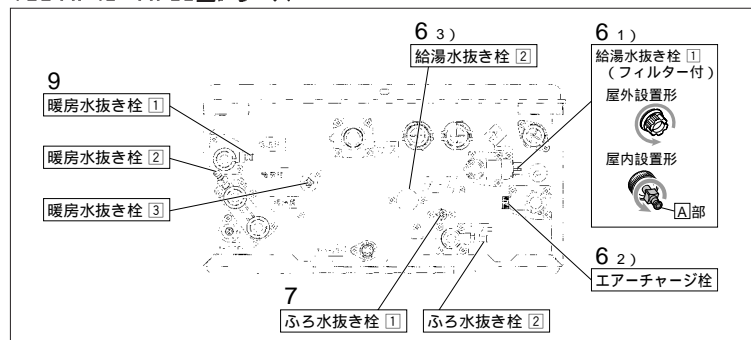 6 3)
給湯水抜き栓 2
6 1)
給湯水抜き栓 1
(フィルター付)
屋外設置形
屋内設置形
A部
9
暖房水抜き栓 1
暖房水抜き栓 2
暖房水抜き栓 3
6 2)
エアーチャージ栓
7
ふろ水抜き栓 1
ふろ水抜き栓 2